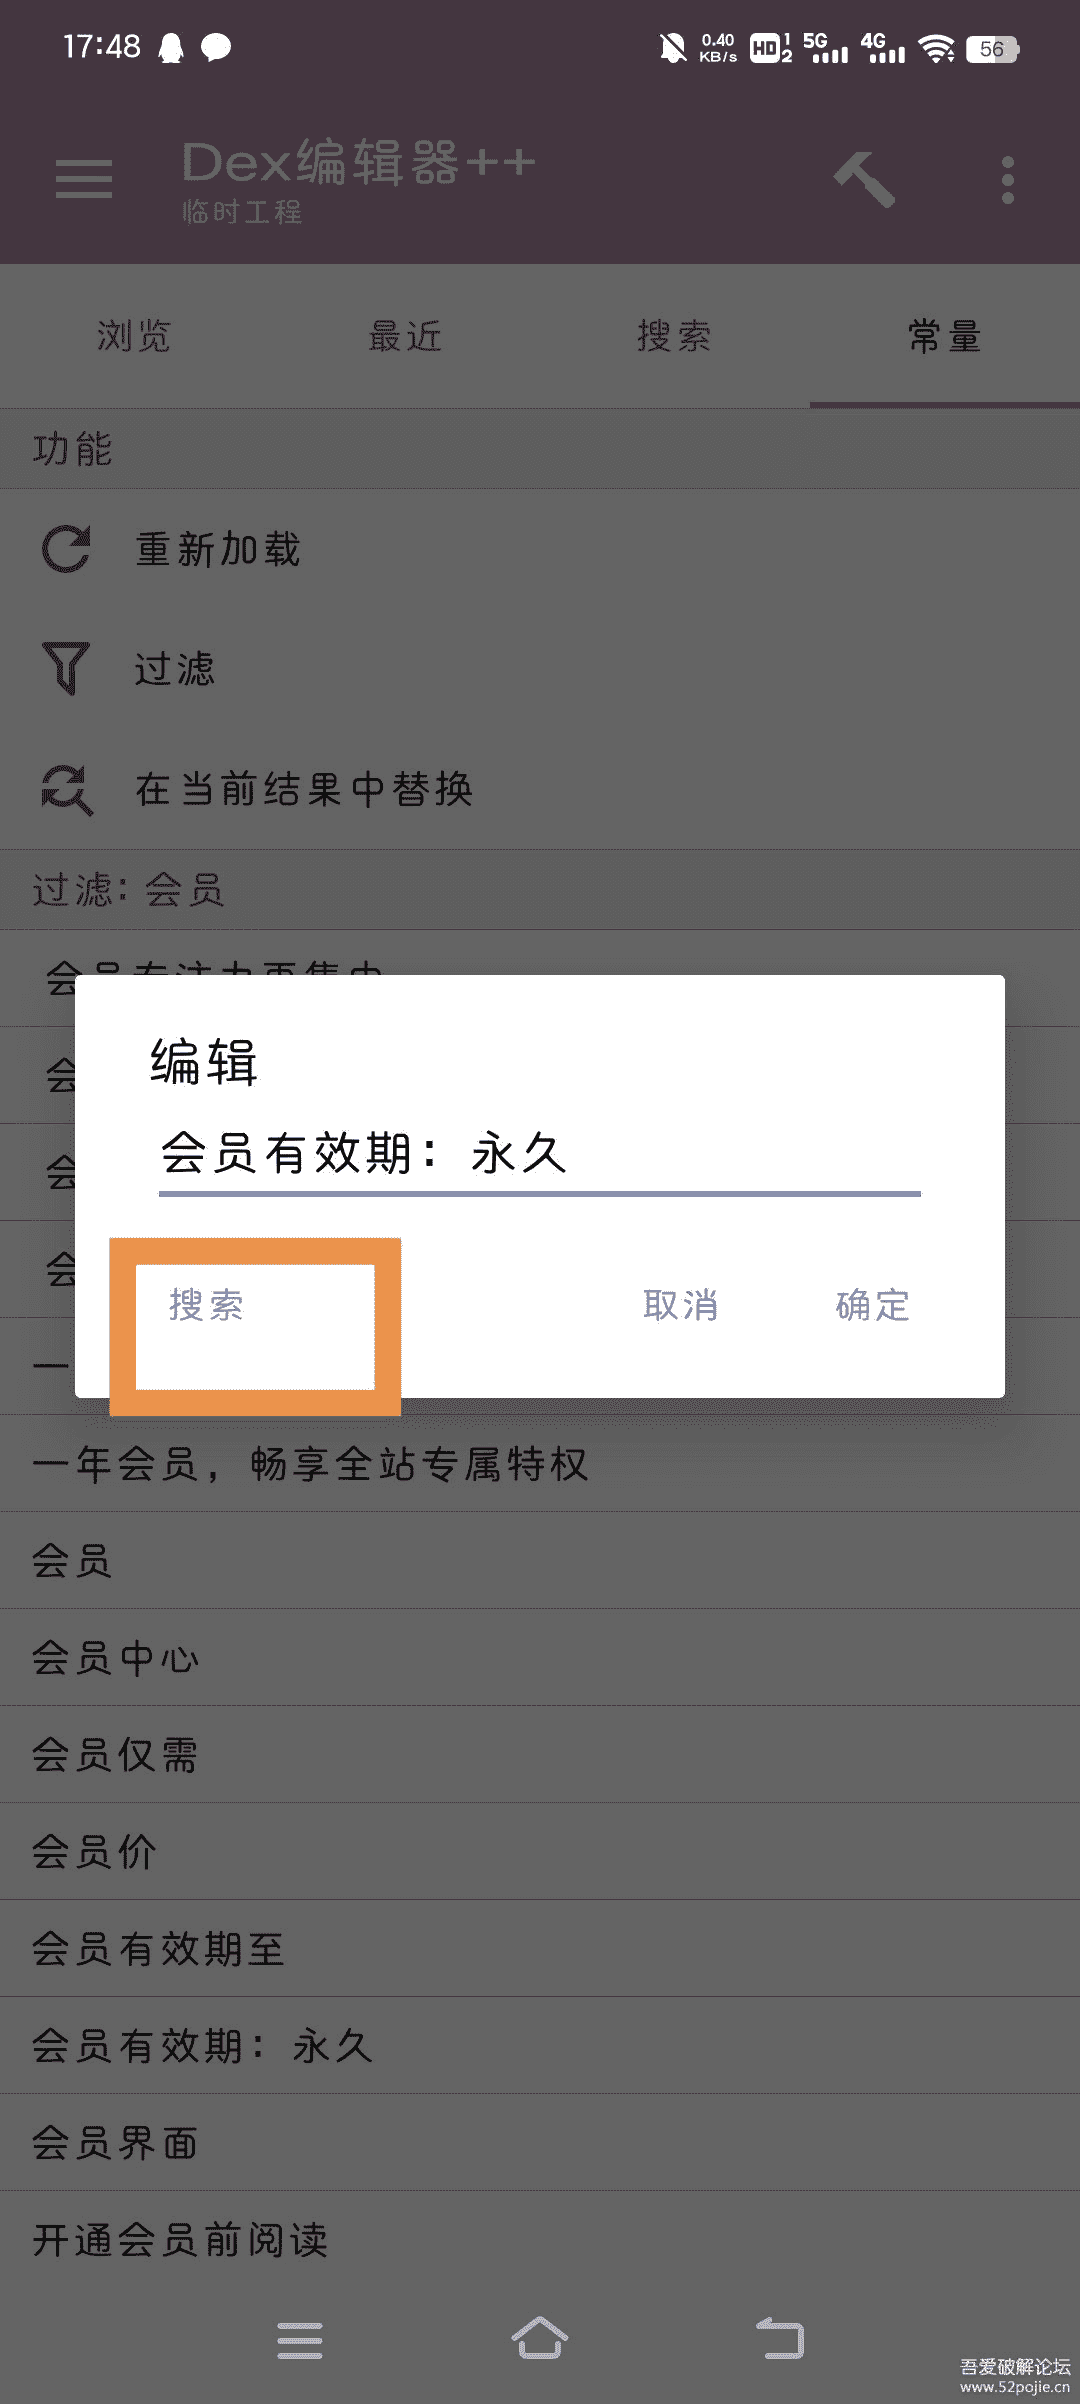 17:48
0.40 KB/s HD 1 2 5G 4G 56
Dex编辑器++
临时工程
浏览 最近 搜索 常量
功能
重新加载
过滤
在当前结果中替换
过滤: 会员
编辑
会员有效期：永久
搜索 取消 确定
一年会员，畅享全站专属特权
会员
会员中心
会员仅需
会员价
会员有效期至
会员有效期：永久
会员界面
开通会员前阅读
吾爱破解论坛
www.52pojie.cn